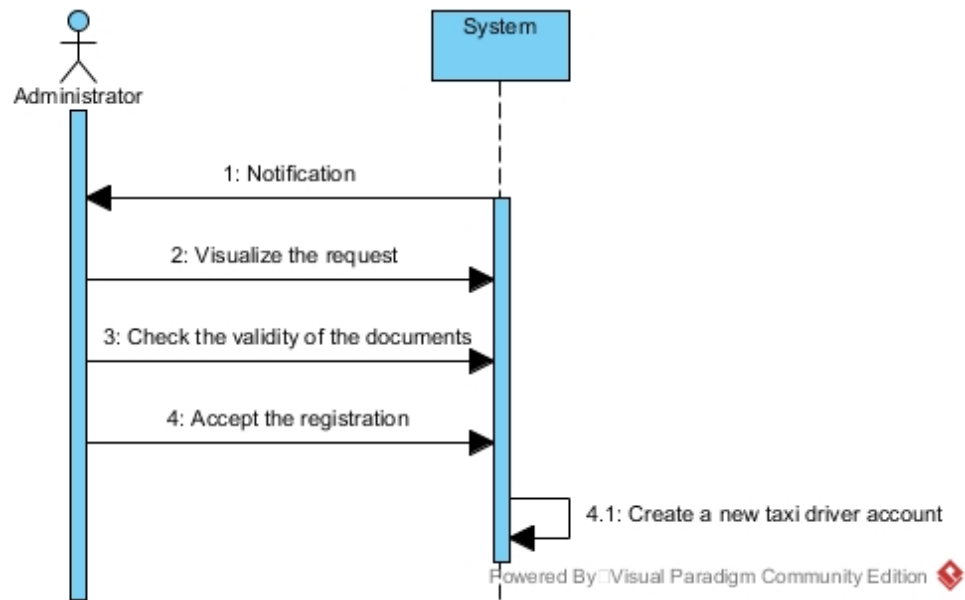 System
Administrator
1: Notification
2: Visualize the request
3: Check the validity of the documents
4: Accept the registration
4.1: Create a new taxi driver account
Powered By Visual Paradigm Community Edition